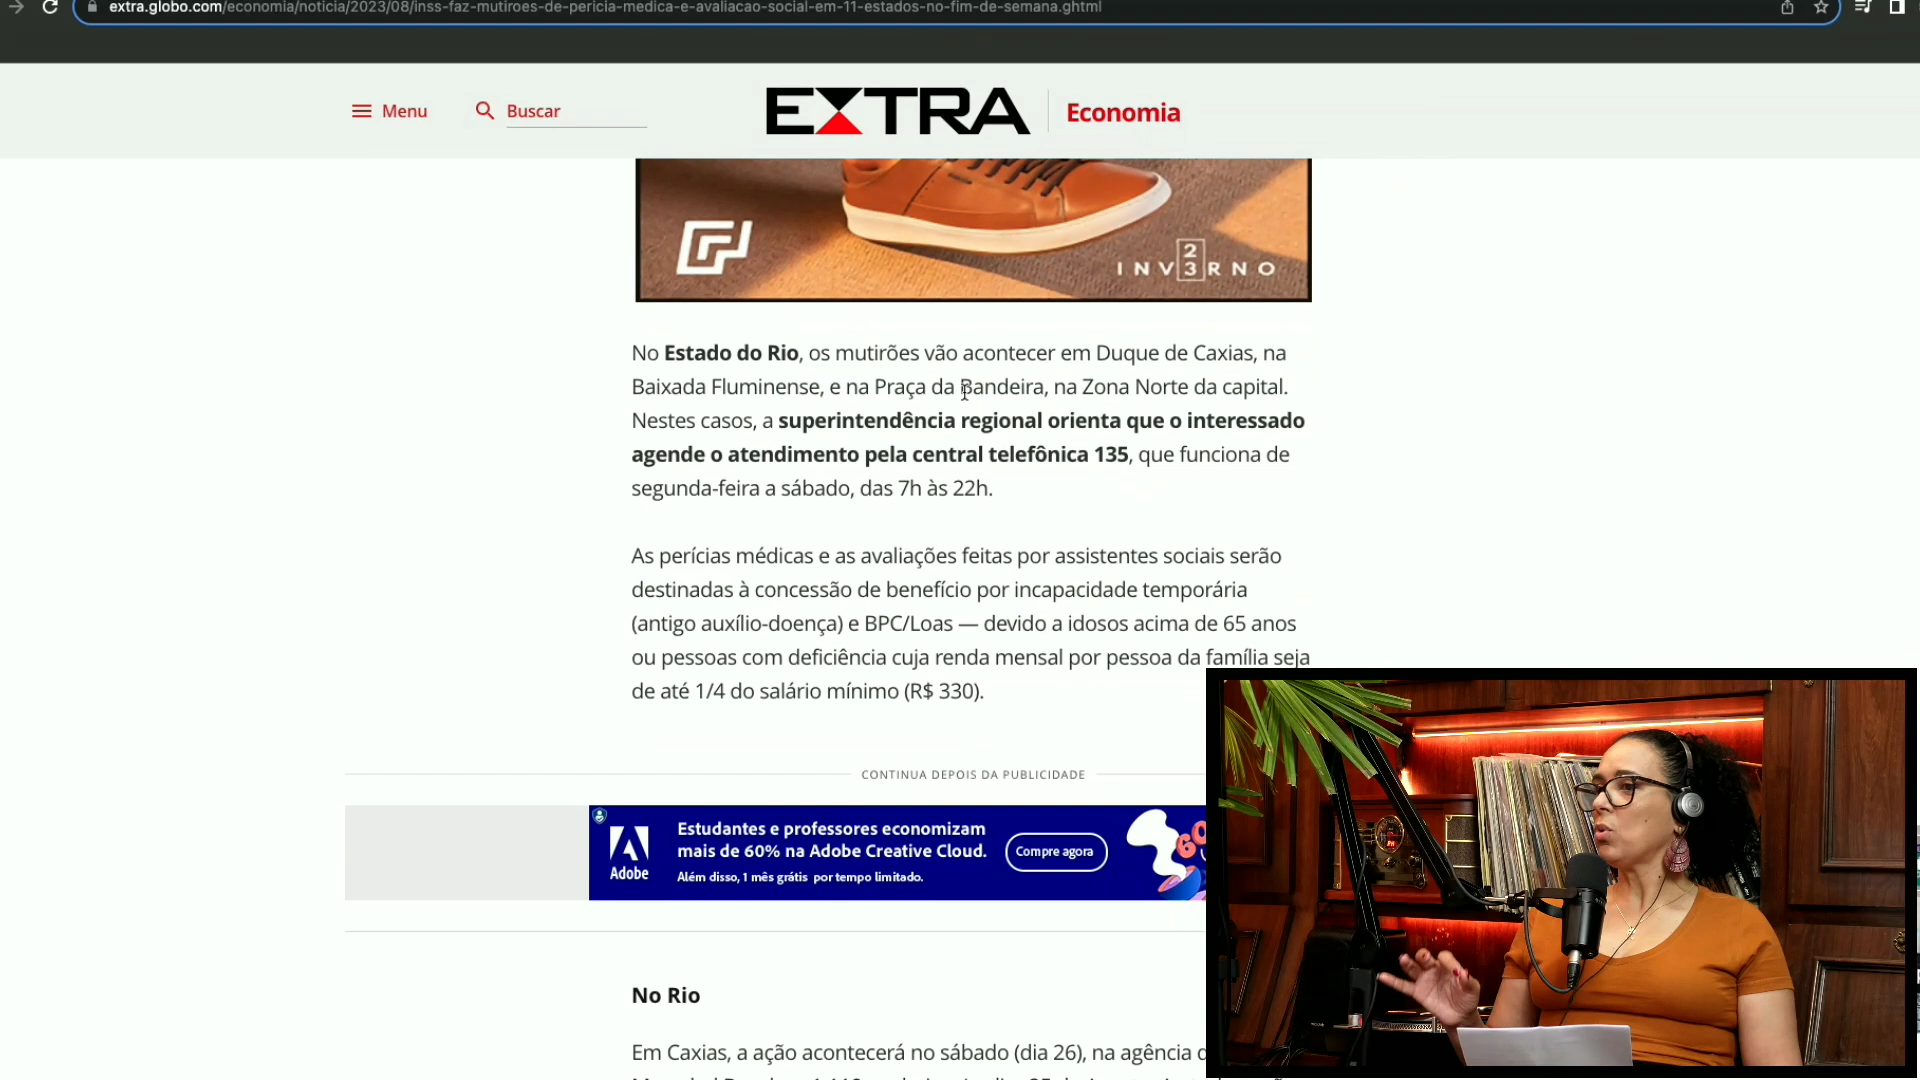 extra.globo.com/economia/noticia/2023/08/inss-faz-mutiroes-de-pericia-medica-e-avaliacao-social-em-11-estados-no-fim-de-semana.ghtml
Menu
Buscar
EXTRA
Economia
INV23RNO
No Estado do Rio, os mutirões vão acontecer em Duque de Caxias, na
Baixada Fluminense, e na Praça da Bandeira, na Zona Norte da capital.
Nestes casos, a superintendência regional orienta que o interessado
agende o atendimento pela central telefônica 135, que funciona de
segunda-feira a sábado, das 7h às 22h.
As perícias médicas e as avaliações feitas por assistentes sociais serão
destinadas à concessão de benefício por incapacidade temporária
(antigo auxílio-doença) e BPC/Loas — devido a idosos acima de 65 anos
ou pessoas com deficiência cuja renda mensal por pessoa da família seja
de até 1/4 do salário mínimo (R$ 330).
CONTINUA DEPOIS DA PUBLICIDADE
Adobe
Estudantes e professores economizam
mais de 60% na Adobe Creative Cloud.
Além disso, 1 mês grátis por tempo limitado.
Compre agora
60
No Rio
Em Caxias, a ação acontecerá no sábado (dia 26), na agência